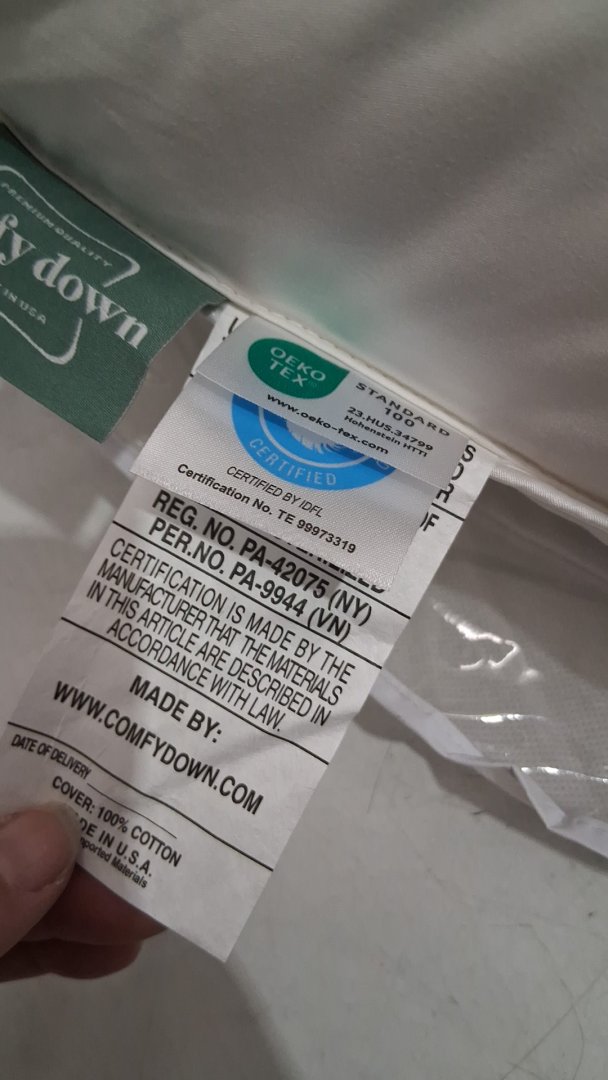 PREMIUM QUALITY
fy down
IN USA
OEKO
TEX
STANDARD
100
23.HUS.34799
Hohenstein HTTI
www.oeko-tex.com
CERTIFIED
CERTIFIED BY IDFL
Certification No. TE 99973319
REG. NO. PA-42075 (NY)
PER.NO. PA-9944 (VN)
CERTIFICATION IS MADE BY THE
MANUFACTURER THAT THE MATERIALS
IN THIS ARTICLE ARE DESCRIBED IN
ACCORDANCE WITH LAW.
MADE BY:
WWW.COMFYDOWN.COM
DATE OF DELIVERY
COVER: 100% COTTON
DE IN U.S.A.
ported Materials